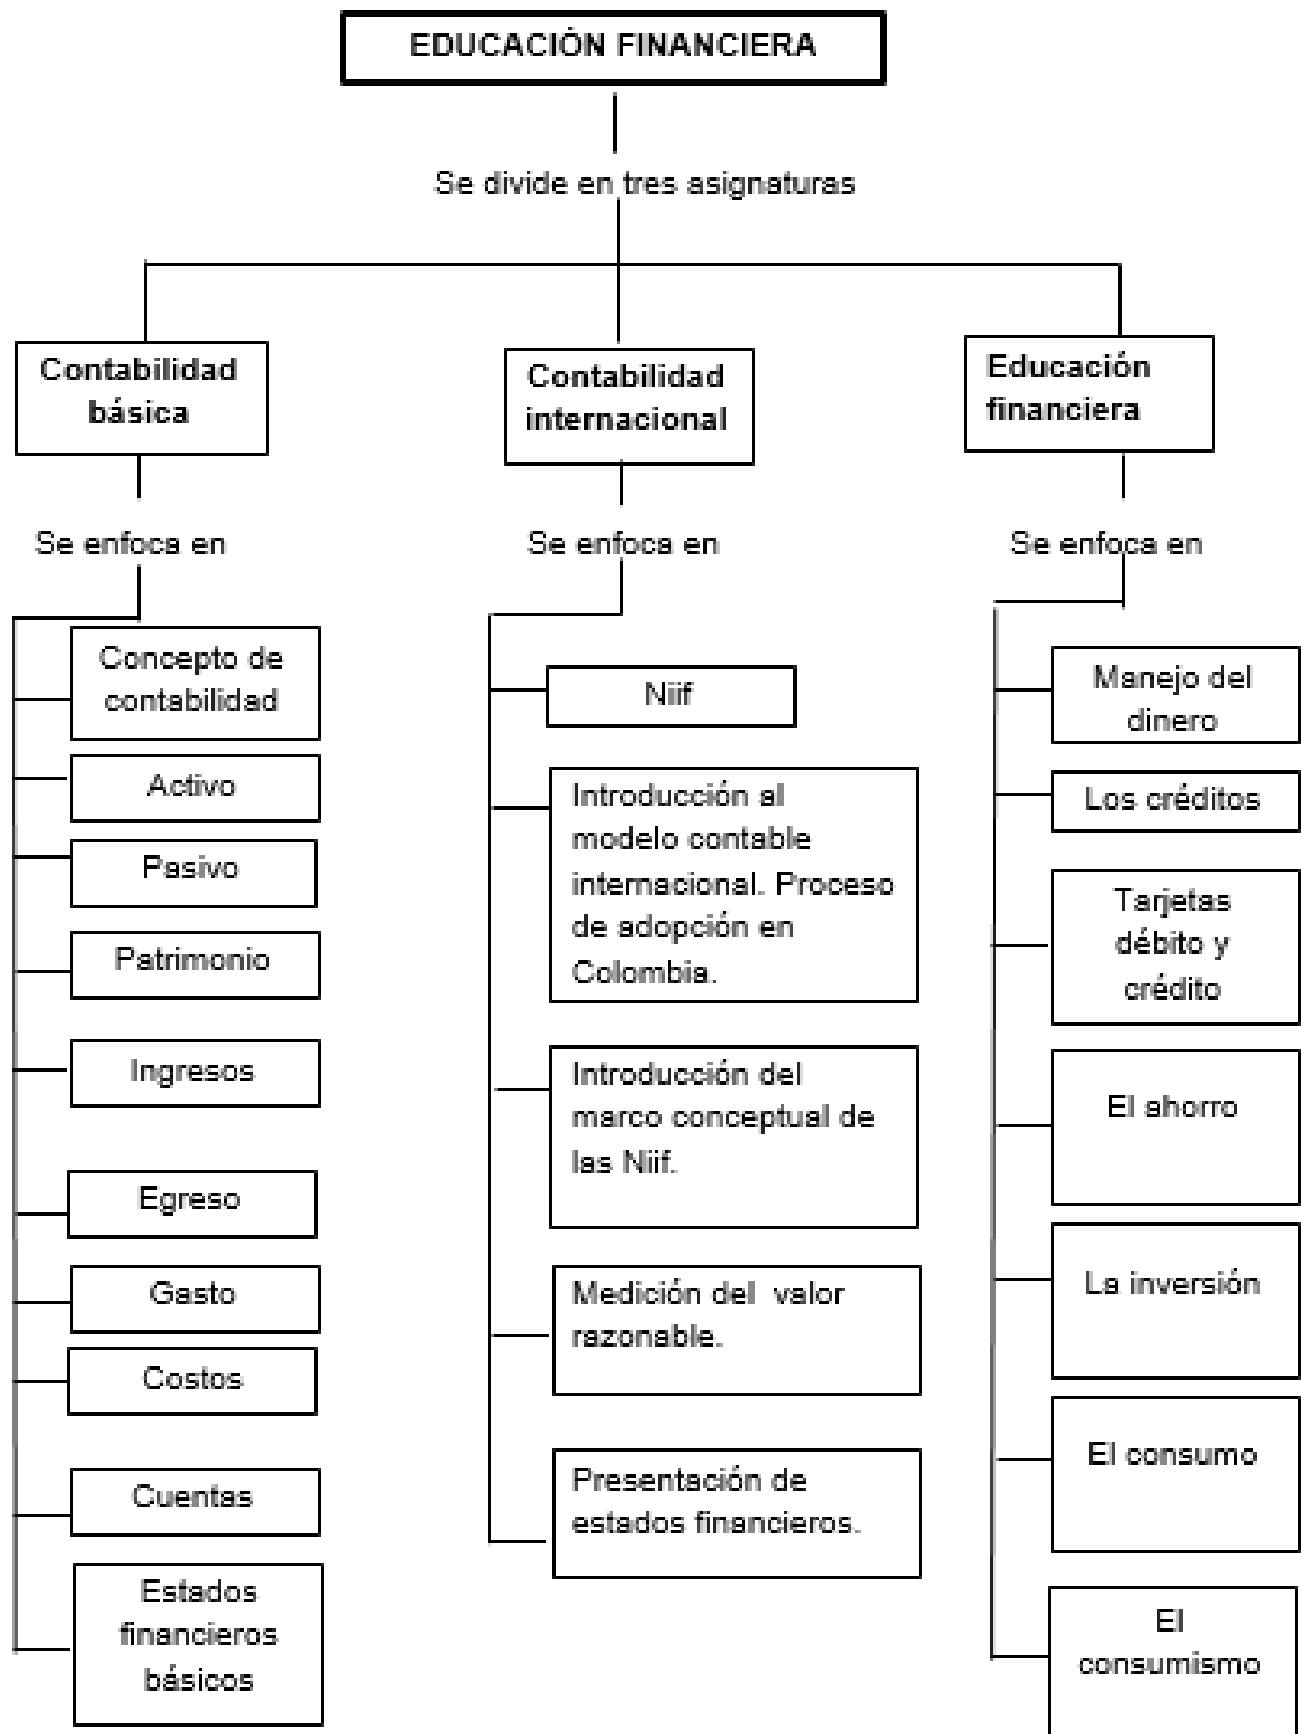 EDUCACIÓN FINANCIERA
Se divide en tres asignaturas
Contabilidad
básica
Se enfoca en
Concepto de
contabilidad
Activo
Pasivo
Patrimonio
Ingresos
Egreso
Gasto
Costos
Cuentas
Estados
financieros
básicos
Contabilidad
internacional
Se enfoca en
Niif
Introducción al
modelo contable
internacional. Proceso
de adopción en
Colombia.
Introducción del
marco conceptual de
las Niif.
Medición del valor
razonable.
Presentación de
estados financieros.
Educación
financiera
Se enfoca en
Manejo del
dinero
Los créditos
Tarjetas
débito y
crédito
El ahorro
La inversión
El consumo
El
consumismo